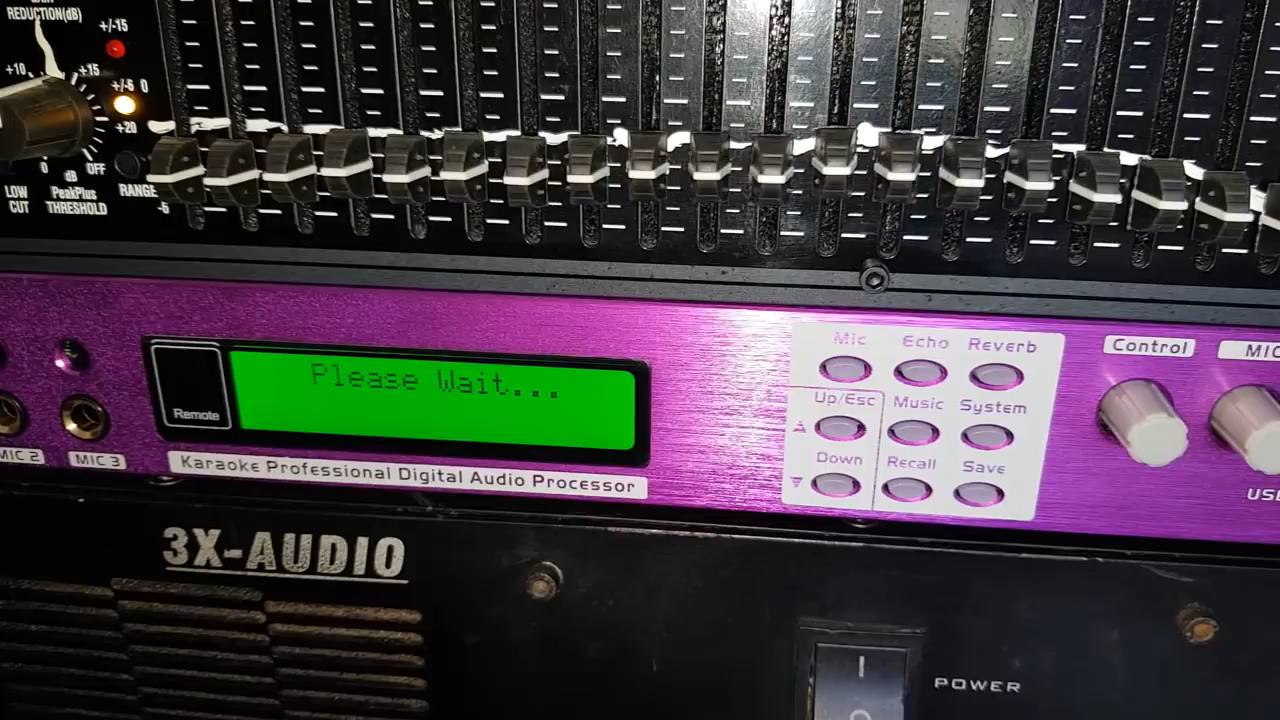 REDUCTION(dB)
+/-15
+10
+15
+/-6
0
+20
0
dB
OFF
LOW
CUT
PeakPlus
THRESHOLD
RANGE
-6
Please Wait...
Remote
MIC 2
MIC 3
Karaoke Professional Digital Audio Processor
Mic
Echo
Reverb
Up/Esc
Music
System
Down
Recall
Save
Control
MIC
3X-AUDIO
POWER